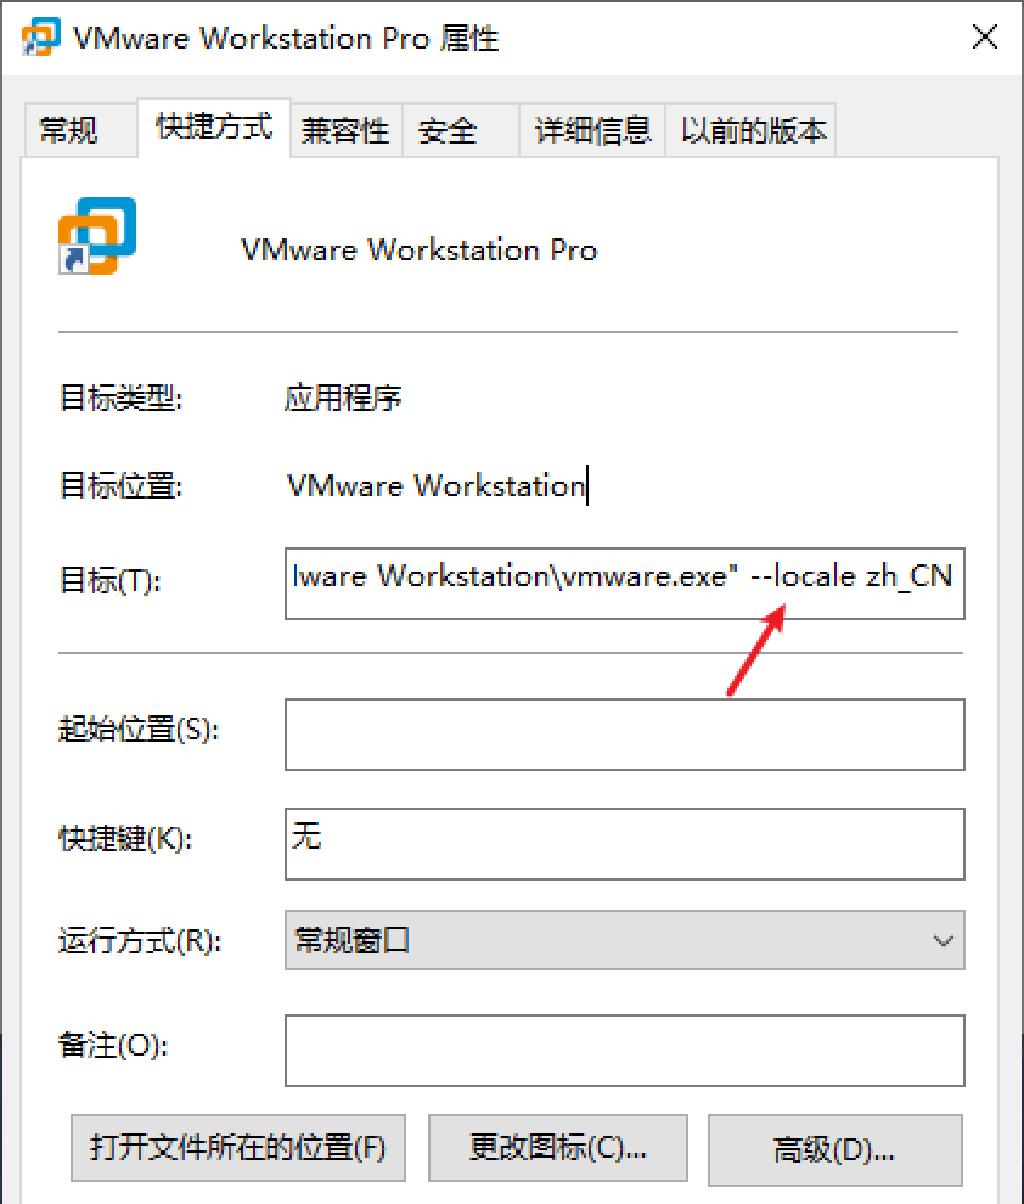 VMware Workstation Pro 属性
常规 快捷方式 兼容性 安全 详细信息 以前的版本
VMware Workstation Pro
目标类型: 应用程序
目标位置: VMware Workstation
目标(T): lware Workstation\vmware.exe" --locale zh_CN
起始位置(S):
快捷键(K): 无
运行方式(R): 常规窗口
备注(O):
打开文件所在的位置(F) 更改图标(C)... 高级(D)...